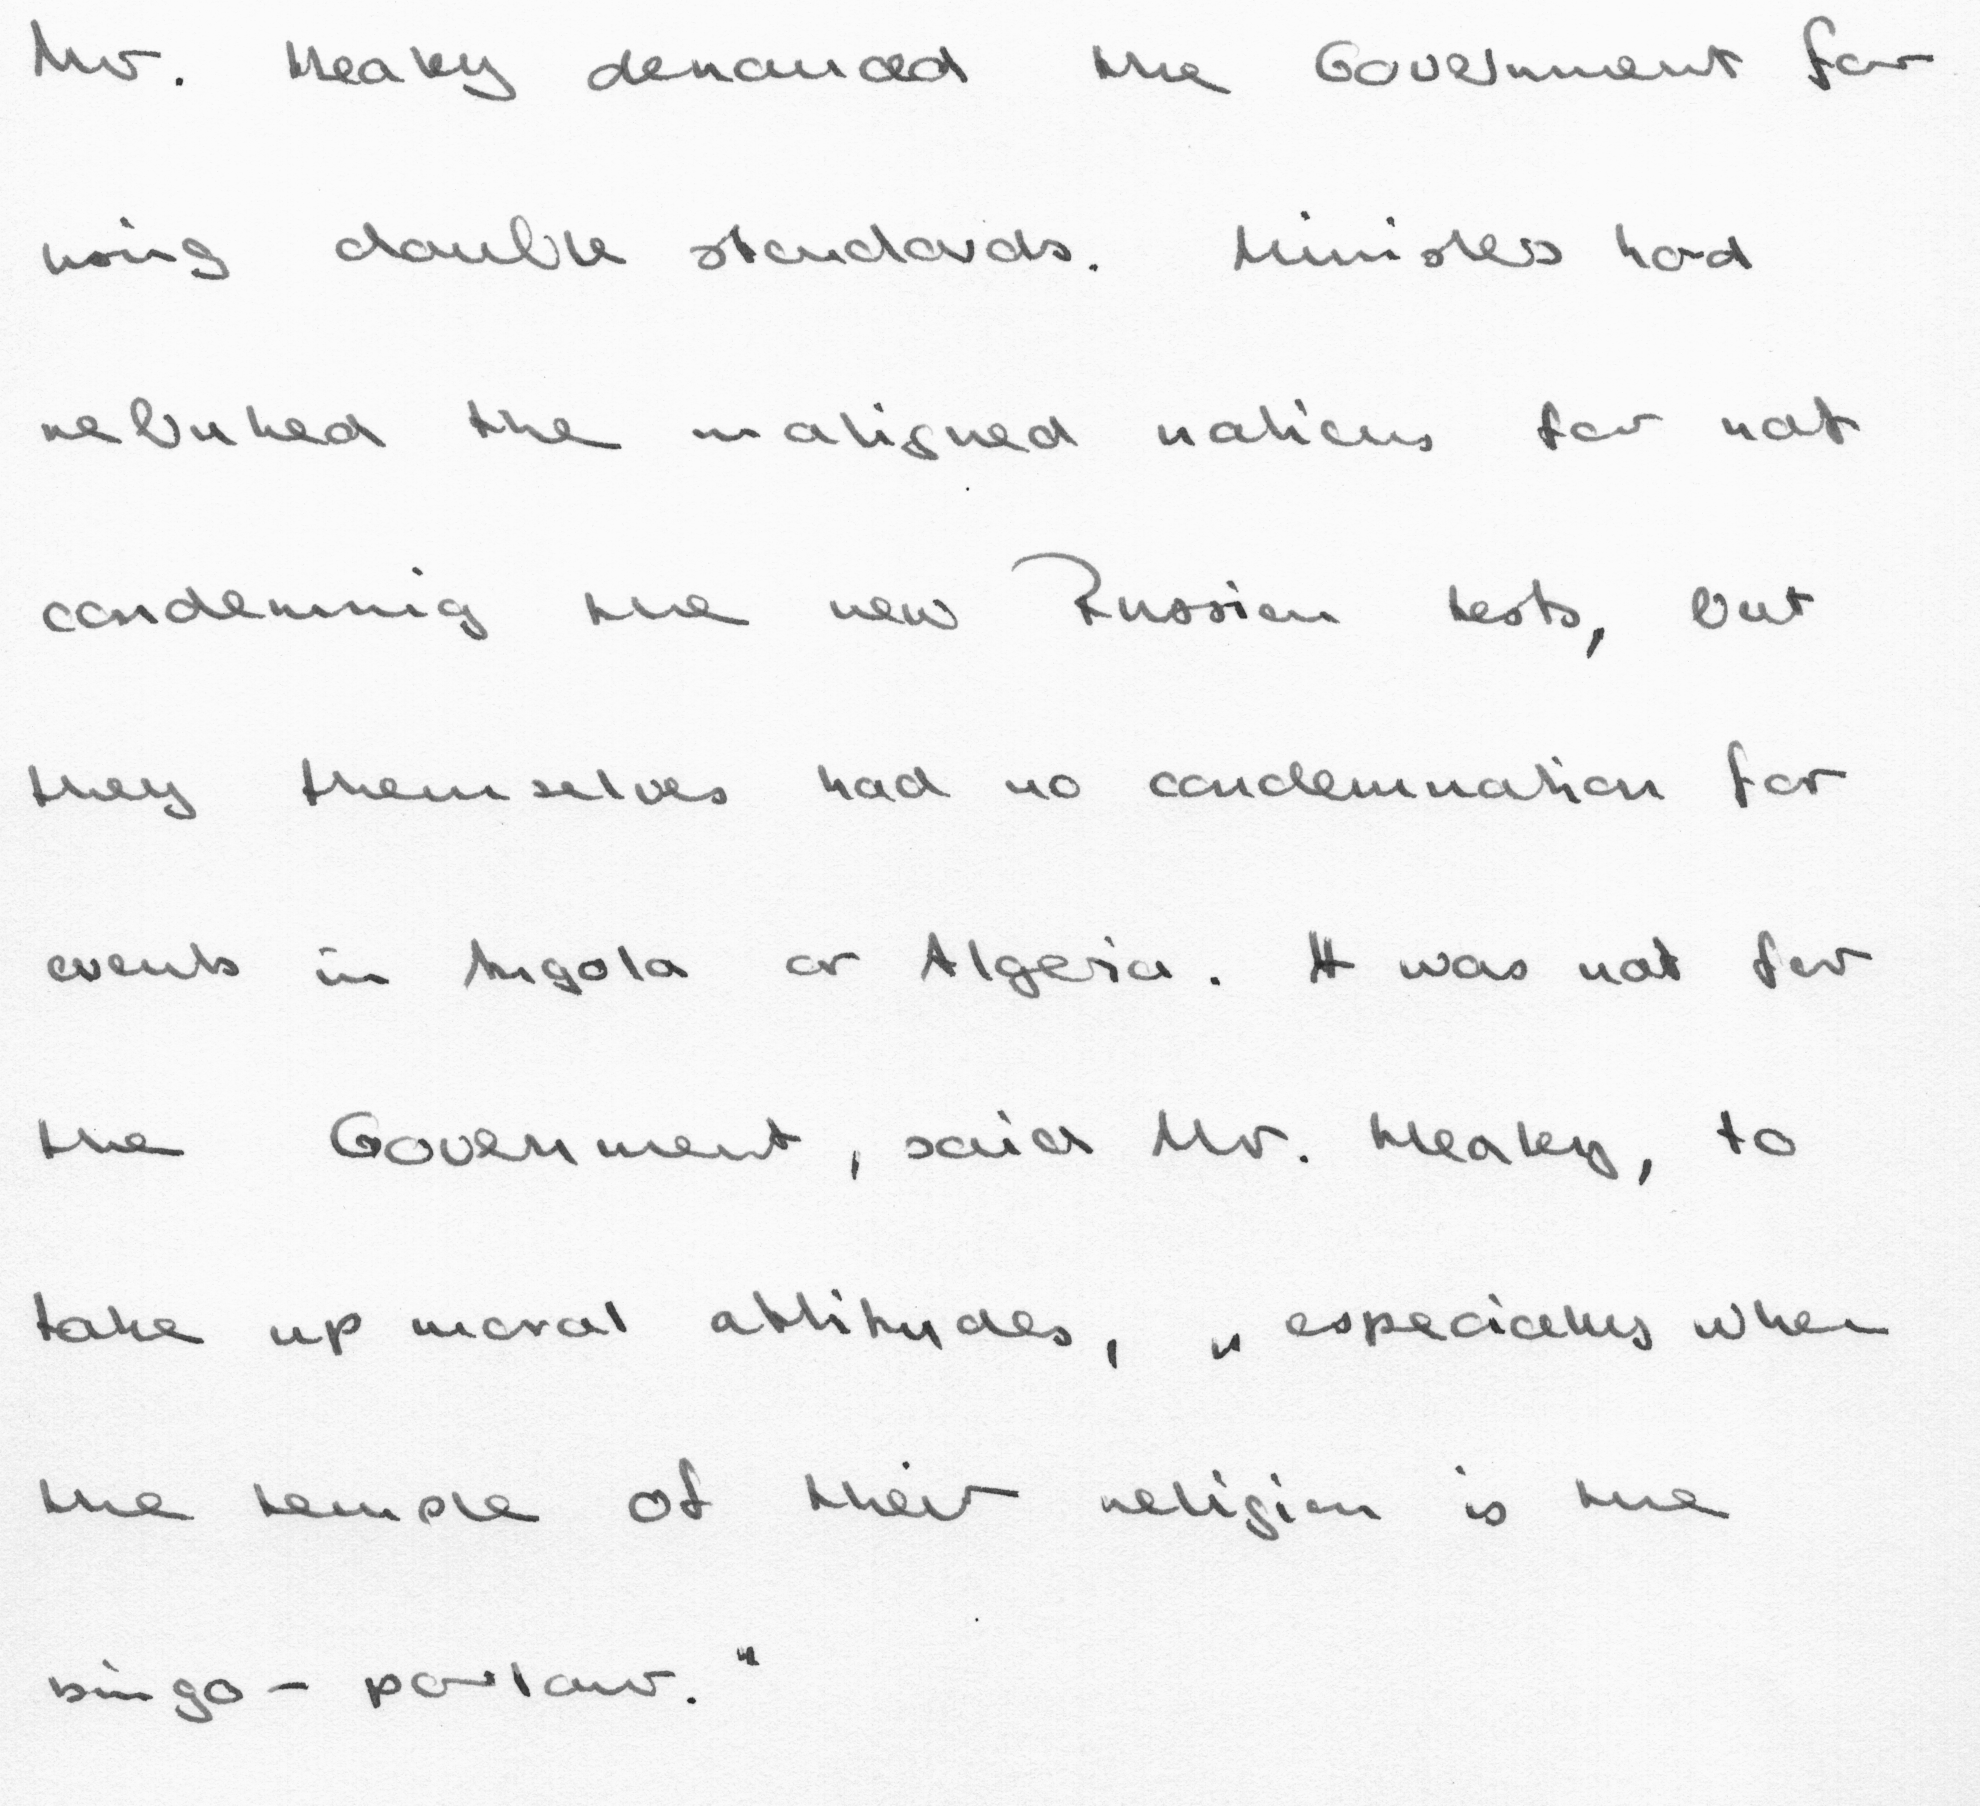 Mr. Healey denounced the Government for
using double standards. Ministers had
rebuked the maligned nations for not
condemning the new Russian tests, but
they themselves had no condemnation for
events in Angola or Algeria. It was not for
the Government, said Mr. Healey, to
take up moral attitudes, "especially when
the temple of their religion is the
bingo-parlour."